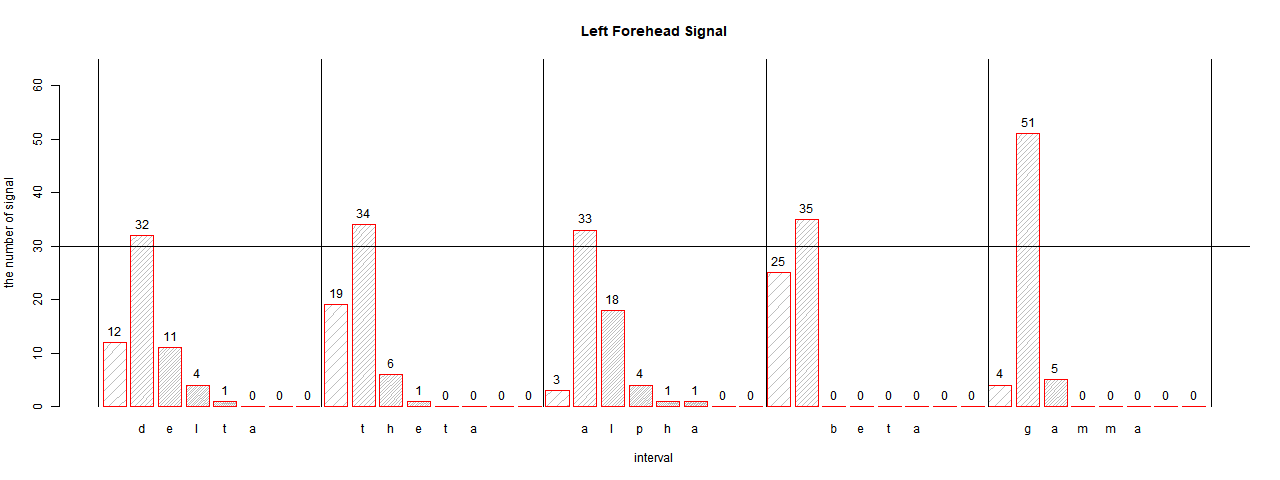 Left Forehead Signal
the number of signal
60
50
40
30
20
10
0
12 32 11 4 1 0 0 0
19 34 6 1 0 0 0 0
3 33 18 4 1 1 0 0
25 35 0 0 0 0 0 0
4 51 5 0 0 0 0 0
d e l t a t h e t a a l p h a b e t a g a m m a
interval